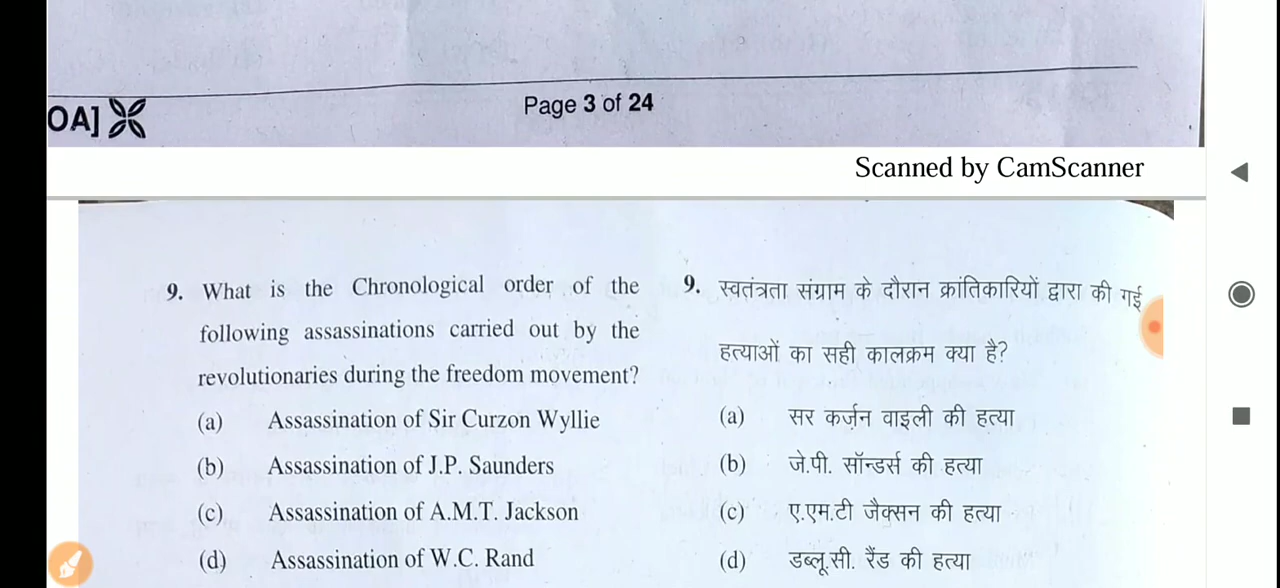 OA]
Page 3 of 24
Scanned by CamScanner
9. What is the Chronological order of the
following assassinations carried out by the
revolutionaries during the freedom movement?
(a) Assassination of Sir Curzon Wyllie
(b) Assassination of J.P. Saunders
(c) Assassination of A.M.T. Jackson
(d) Assassination of W.C. Rand
9. स्वतंत्रता संग्राम के दौरान क्रांतिकारियों द्वारा की गई
हत्याओं का सही कालक्रम क्या है?
(a) सर कर्ज़न वाइली की हत्या
(b) जे.पी. सॉन्डर्स की हत्या
(c) ए.एम.टी जैक्सन की हत्या
(d) डब्लू.सी. रैंड की हत्या